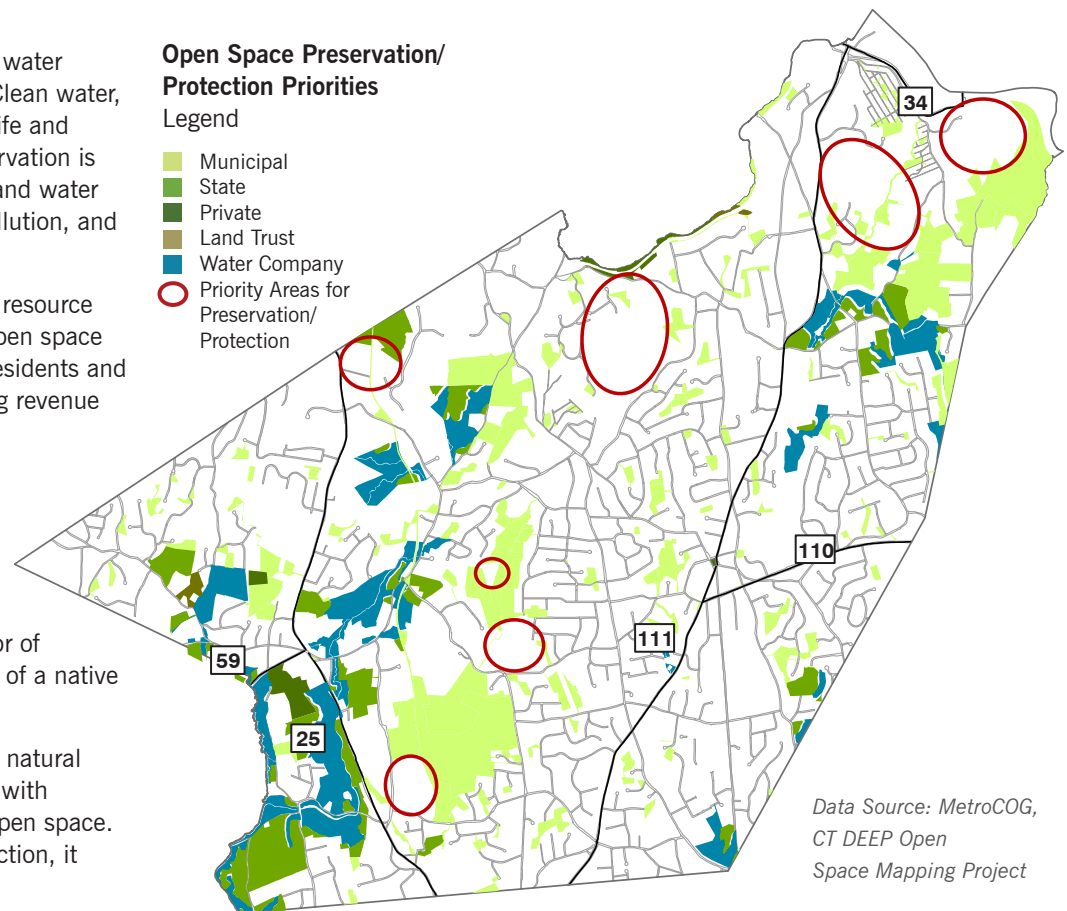 water
Clean water,
ife and
rvation is
and water
llution, and
resource
pen space
esidents and
g revenue
or of
of a native
natural
with
pen space.
ction, it
Open Space Preservation/
Protection Priorities
Legend
Municipal
State
Private
Land Trust
Water Company
Priority Areas for
Preservation/
Protection
34
110
111
59
25
Data Source: MetroCOG,
CT DEEP Open
Space Mapping Project